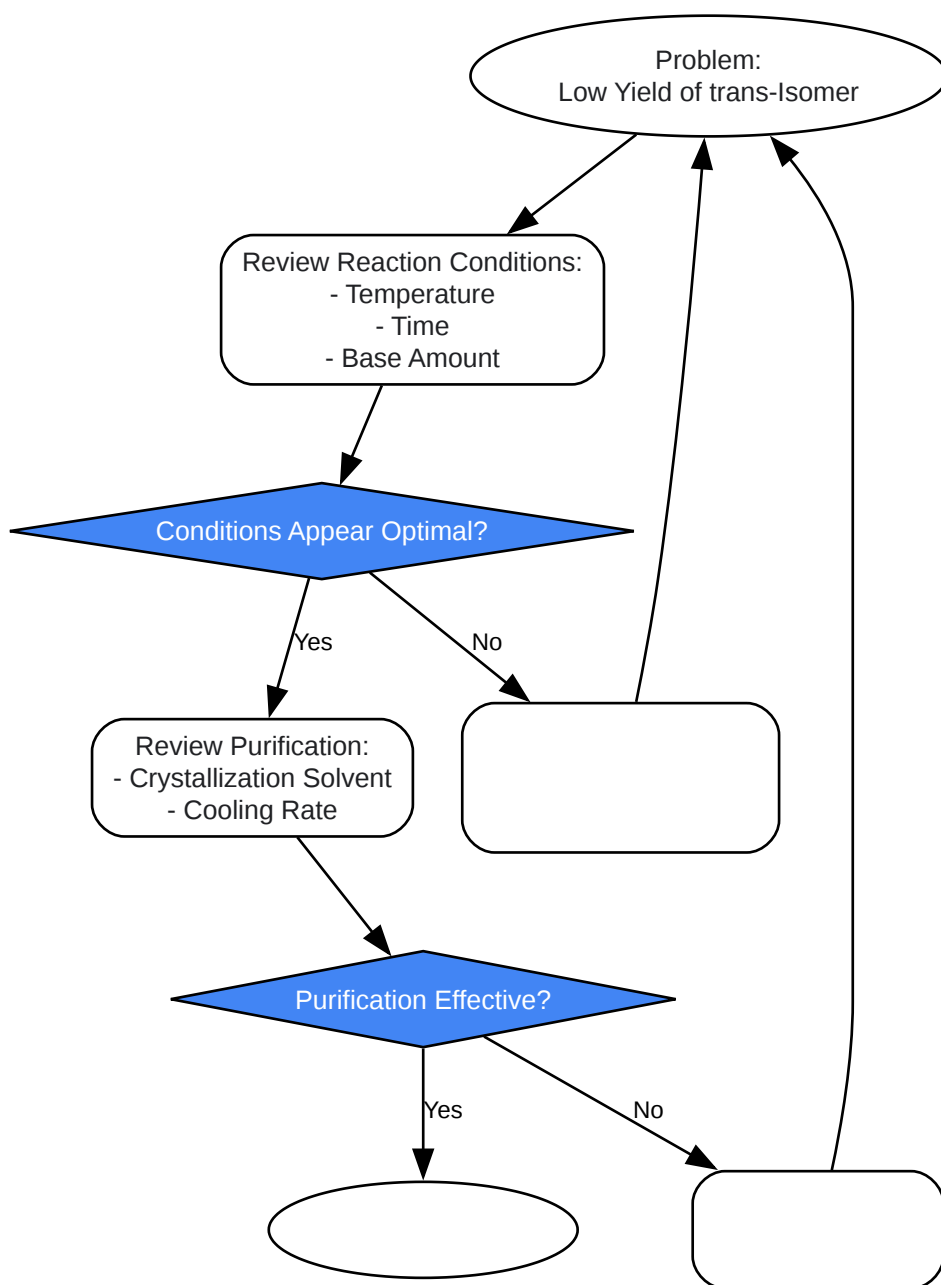 Problem:
Low Yield of trans-Isomer
Review Reaction Conditions:
- Temperature
- Time
- Base Amount
Conditions Appear Optimal?
Yes
No
Review Purification:
- Crystallization Solvent
- Cooling Rate
Purification Effective?
Yes
No